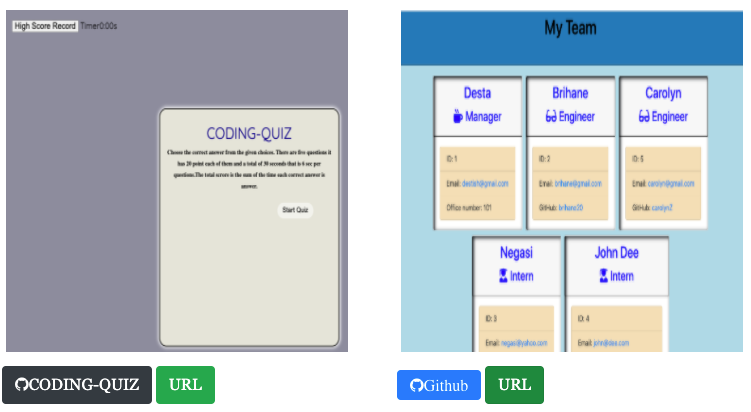 High Score Record Timer0:00s
CODING-QUIZ
Choose the correct answer from the given choices. There are five questions it
has 20 point each of them and a total of 30 seconds that is 6 sec per
questions.The total scores is the sum of the time each correct answer is
answer.
Start Quiz
CODING-QUIZ URL
My Team
Desta
Manager
ID: 1
Email: destah@gmail.com
Office number: 101
Brihane
Engineer
ID: 2
Email: brihane@gmail.com
GitHub: brihane20
Carolyn
Engineer
ID: 5
Email: carolyn@gmail.com
GitHub: carolynZ
Negasi
Intern
ID: 3
Email: negasi@yahoo.com
John Dee
Intern
ID: 4
Email: john@dee.com
Github URL